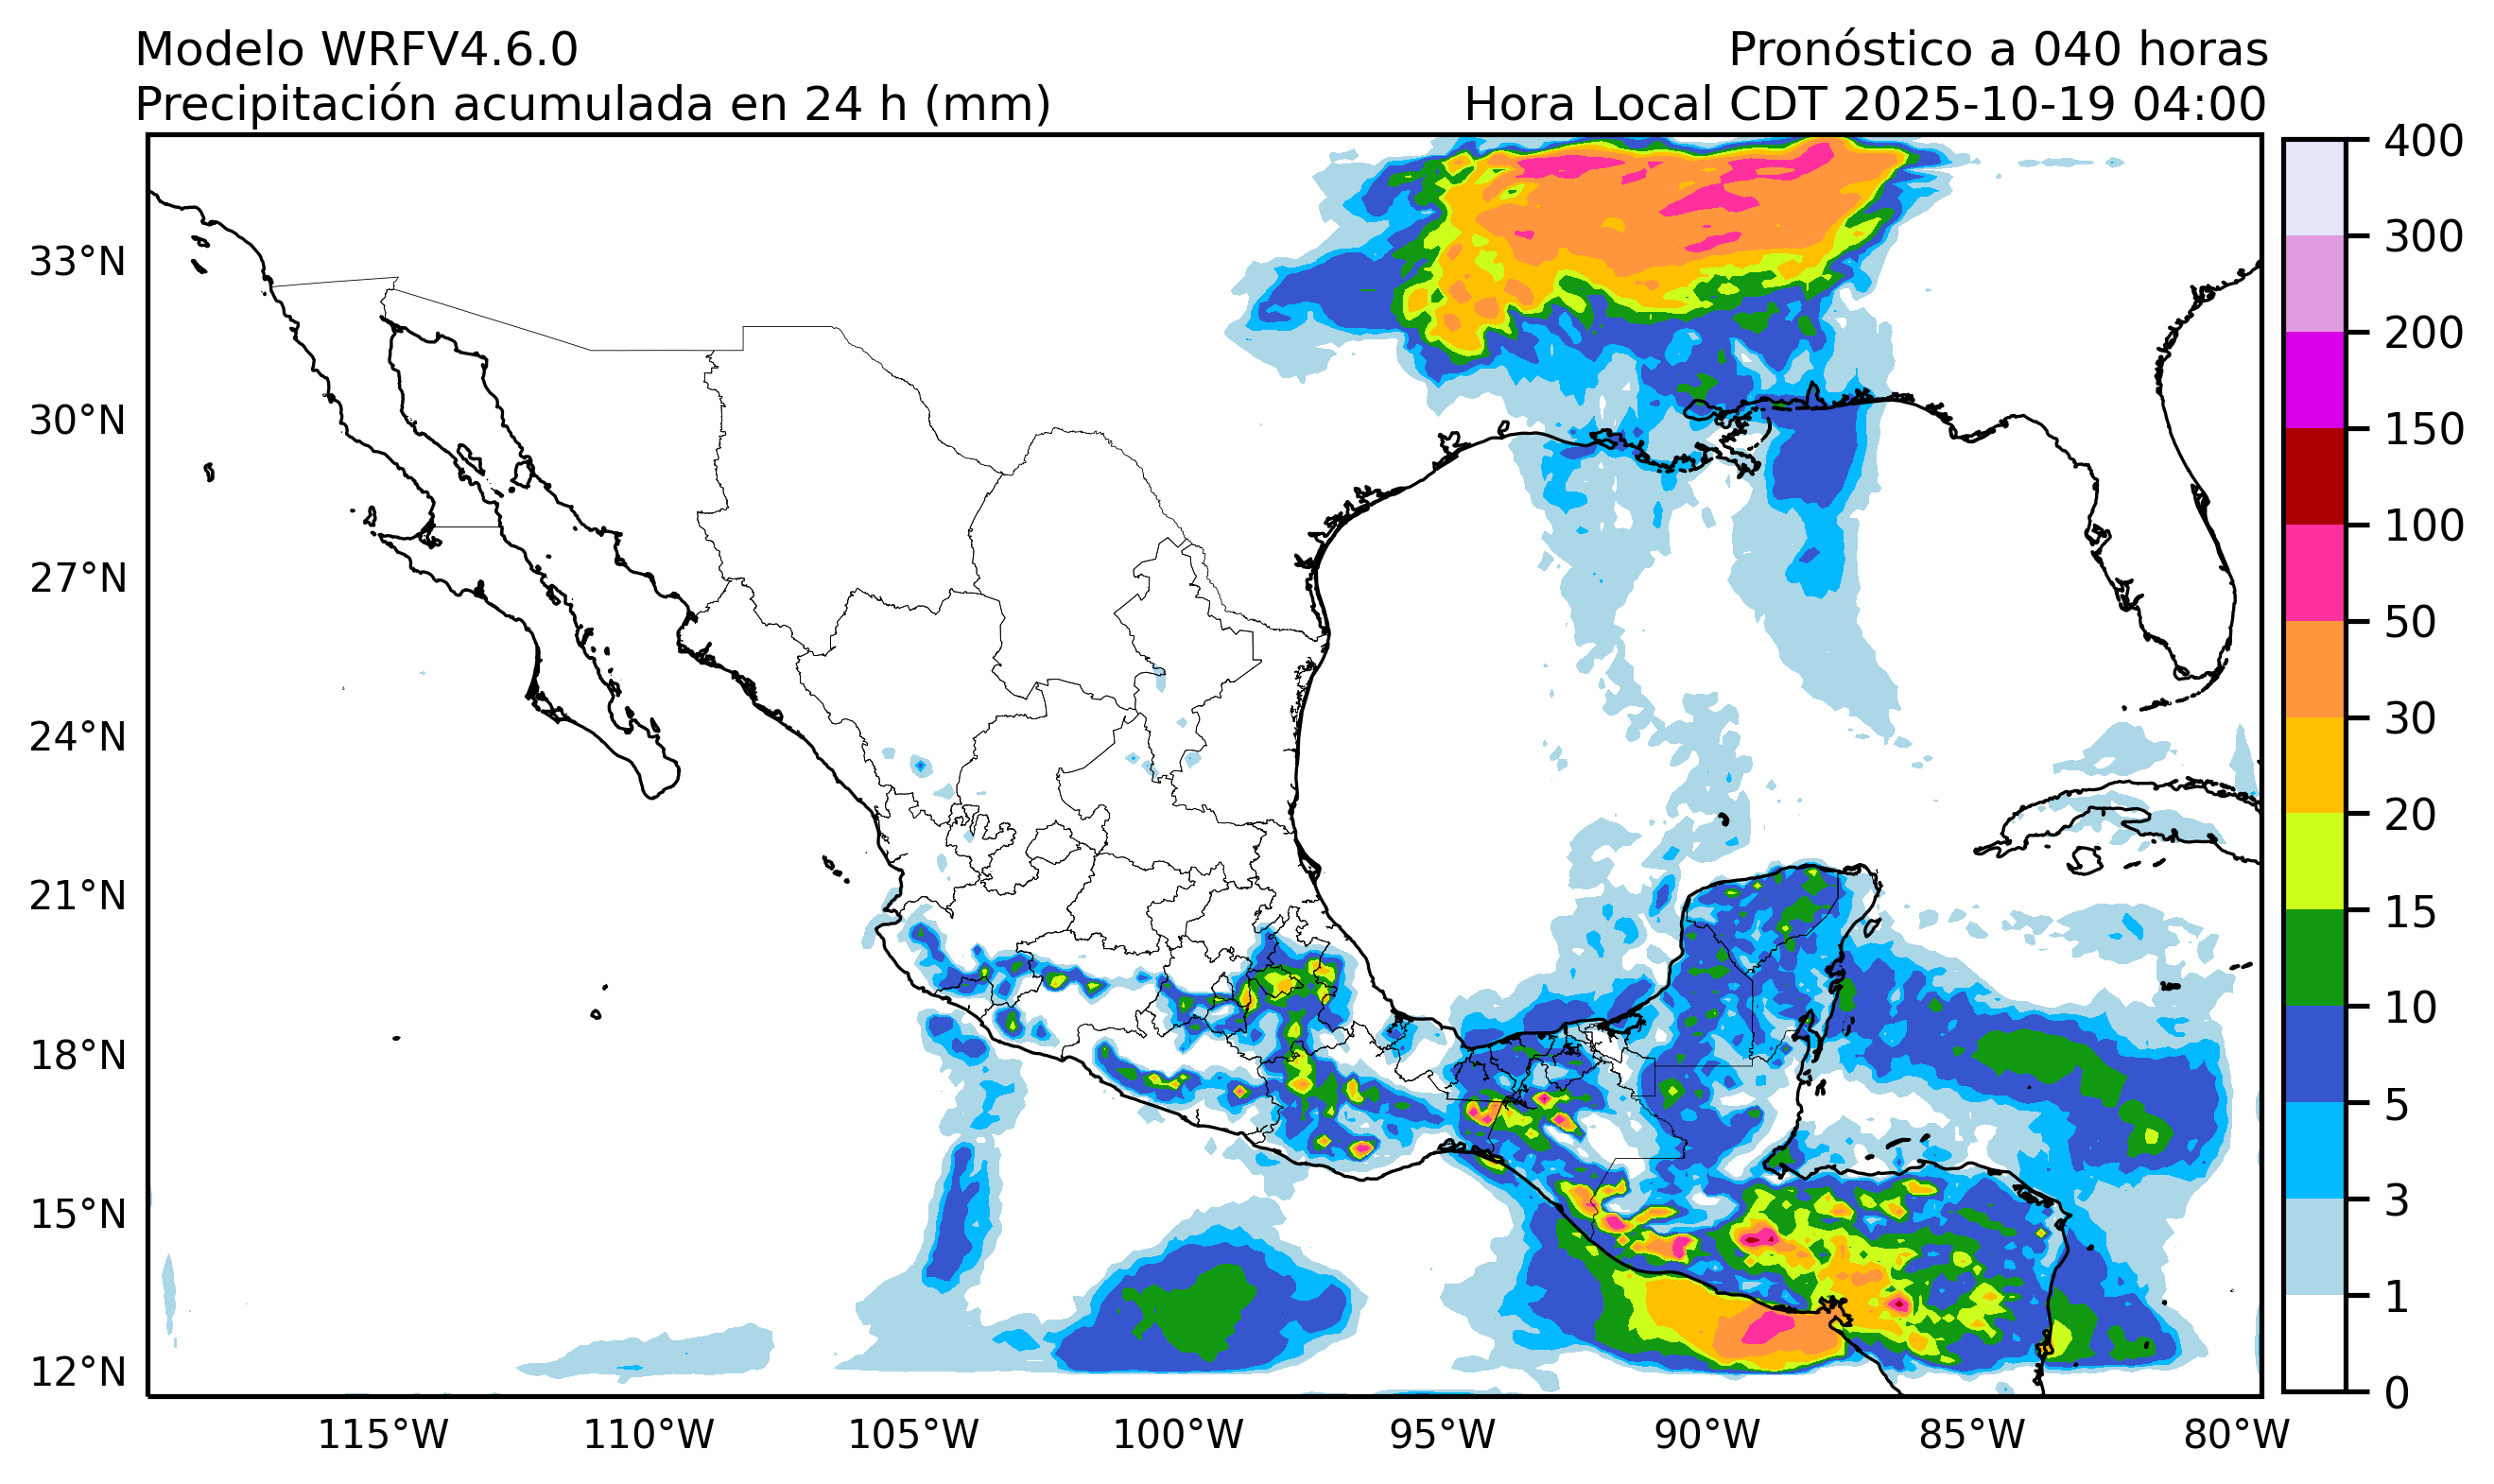 Modelo WRFV4.6.0
Pronóstico a 040 horas
Precipitación acumulada en 24 h (mm)
Hora Local CDT 2025-10-19 04:00
33°N
30°N
27°N
24°N
21°N
18°N
15°N
12°N
115°W
110°W
105°W
100°W
95°W
90°W
85°W
80°W
400
300
200
150
100
50
30
20
15
10
5
3
1
0